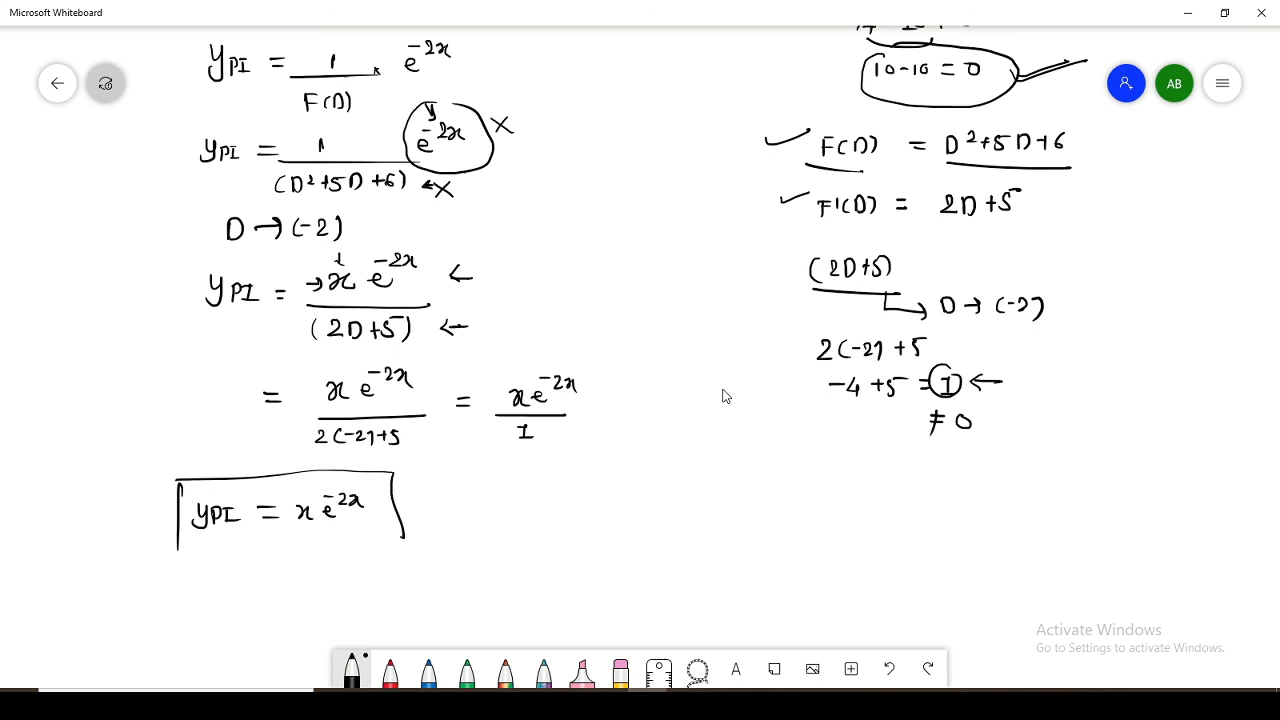 Microsoft Whiteboard
yPI = 1/F(D) e^-2x
yPI = 1/(D²+5D+6) e^-2x ×
← ×
D → (-2)
yPI = x e^-2x / (2D+5) ←
←
= x e^-2x / 2(-2)+5 = x e^-2x / 1
yPI = x e^-2x
10-10 = 0
AB
F(D) = D²+5D+6
F'(D) = 2D+5
(2D+5)
D → (-2)
2(-2)+5
-4+5 = 1 ←
≠ 0
Activate Windows
Go to Settings to activate Windows.
A